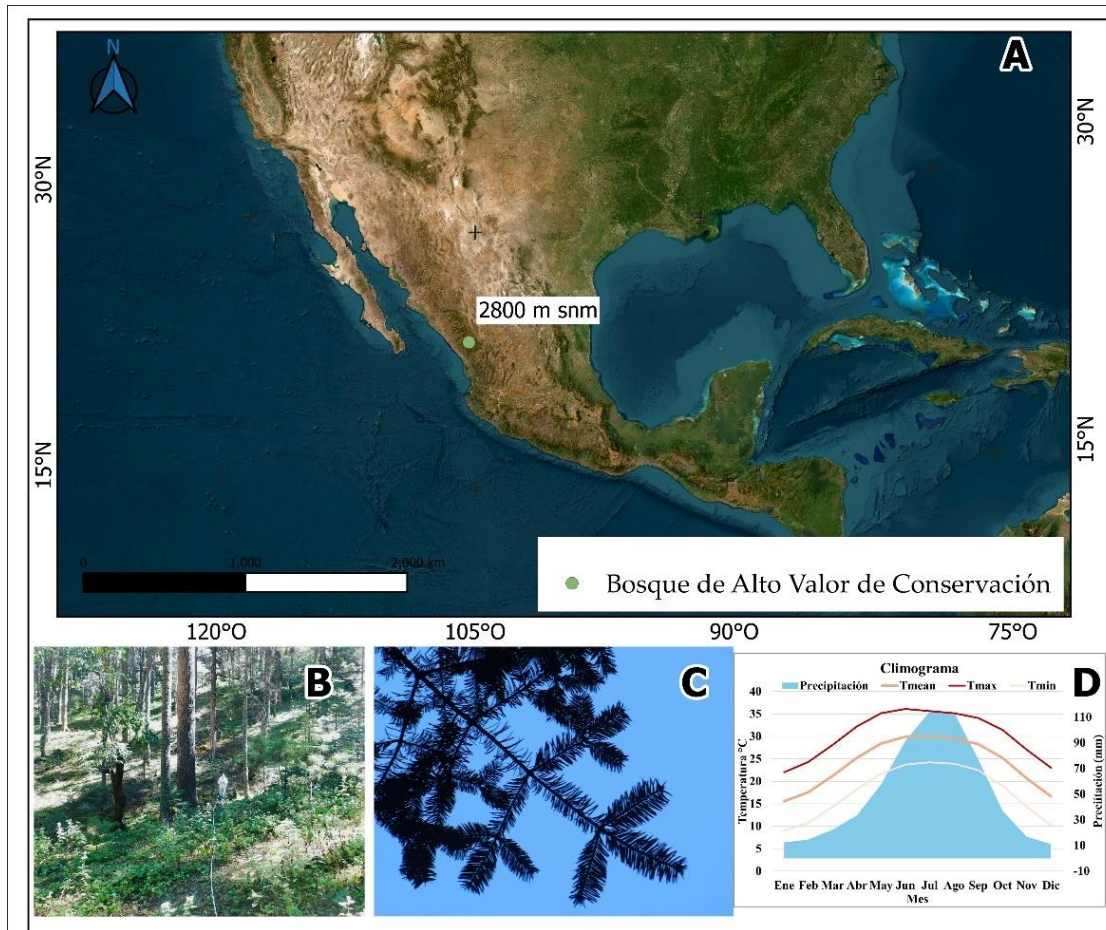 N
A
30°N
30°N
2800 m snm
15°N
15°N
0 1,000 2,000 km
Bosque de Alto Valor de Conservación
120°O 105°O 90°O 75°O
B
C
D
Climograma
Precipitación Tmean Tmax Tmin
Temperatura °C
40
35
30
25
20
15
10
5
0
110
90
70
50
30
10
-10
Preciitación (mm)
Ene Feb Mar Abr May Jun Jul Ago Sep Oct Nov Dic
Mes